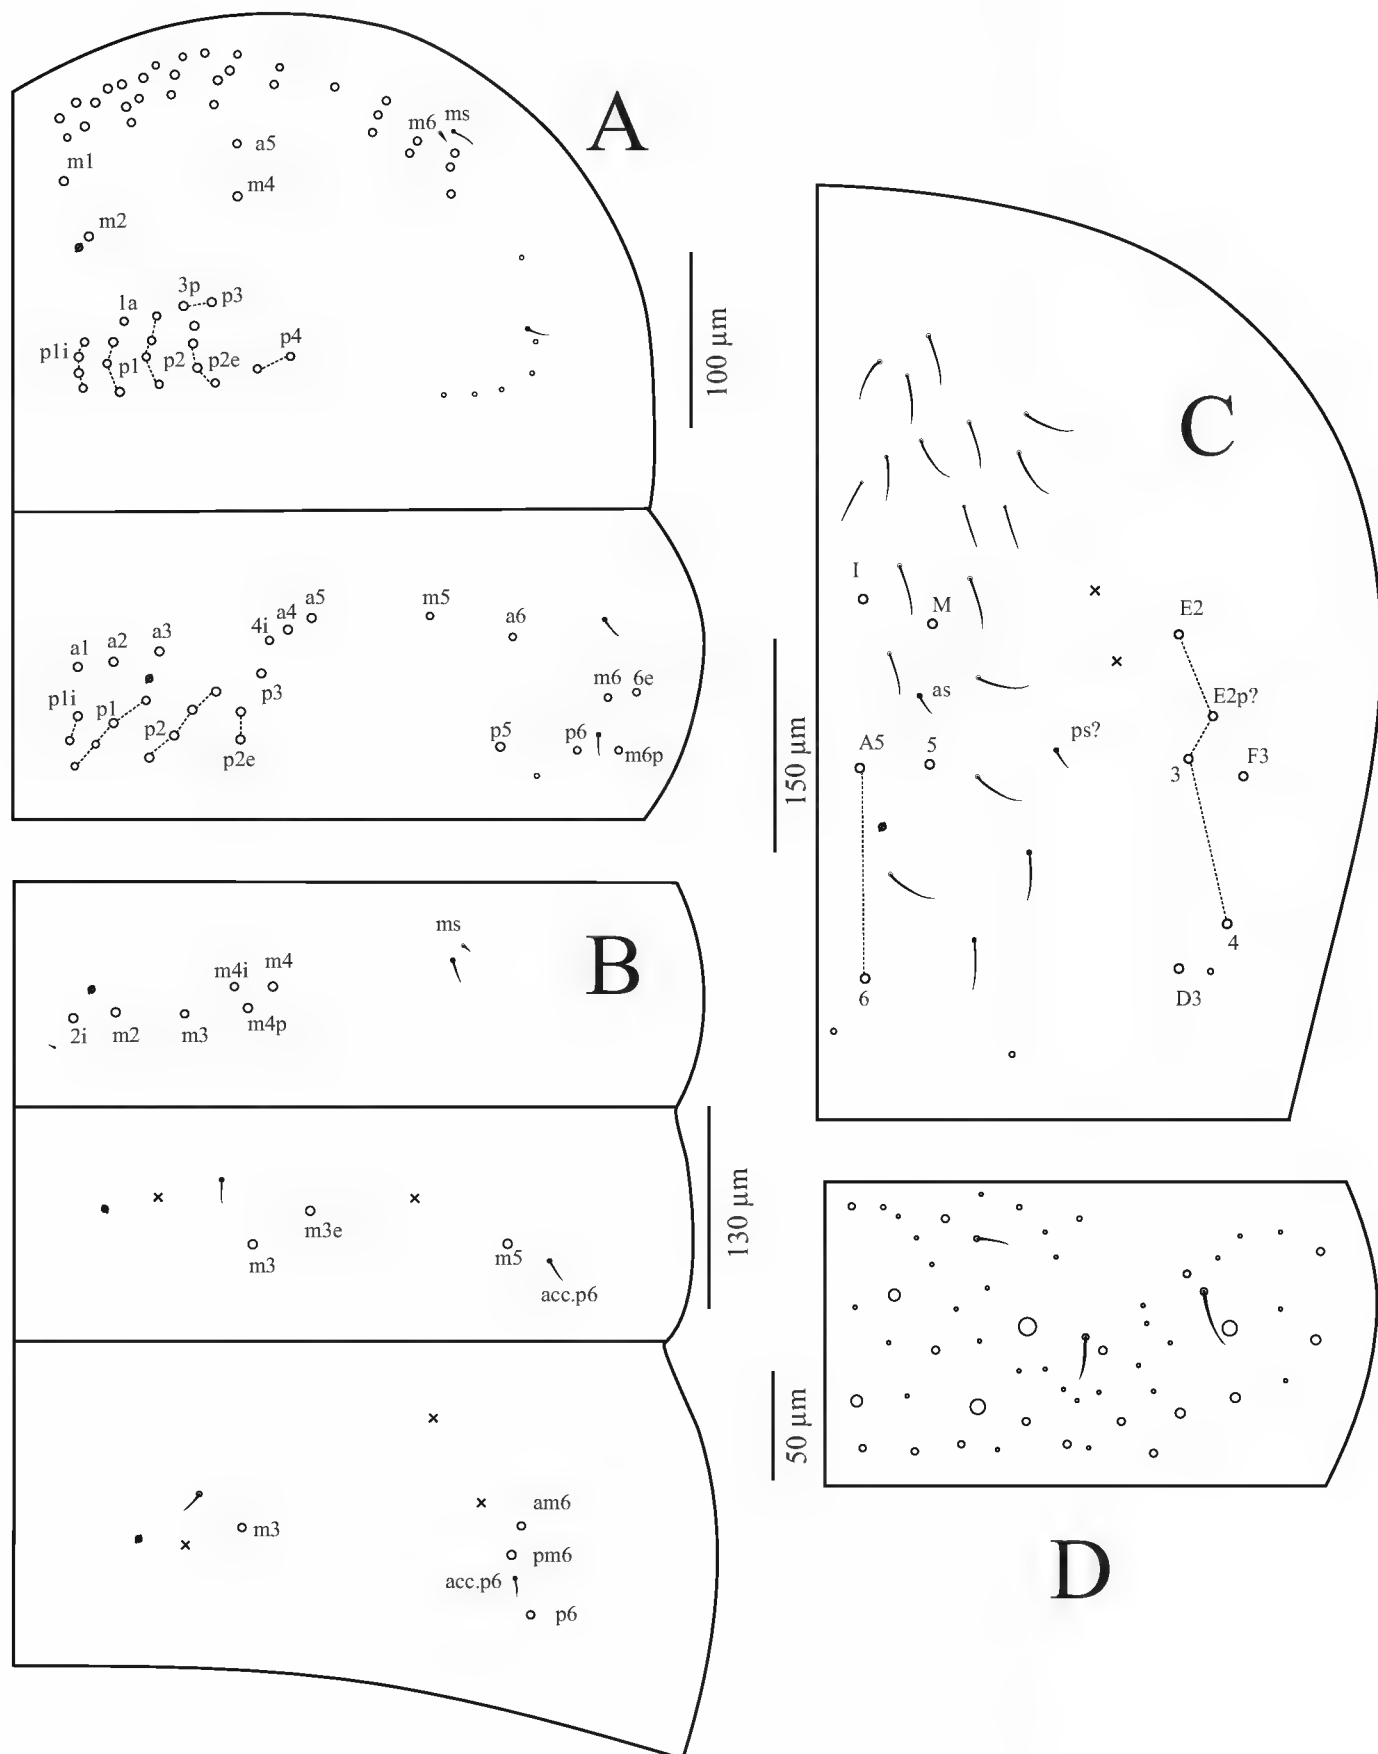 A
m6 ms
a5
m1
m4
m2
3p p3
1a
p4
p1i p1 p2 p2e
100 µm
a5 m5
a4 a6
4i
a1 a2 a3
p1i p1 p3 m6 6e
p2 p5 p6 m6p
p2e
150 µm
B
ms
m4i m4
2i m2 m3 m4p
m3e
m3 m5
acc.p6
130 µm
am6
m3
pm6
acc.p6
p6
C
I
M E2
as E2p?
A5 5 ps? 3 F3
4
6 D3
50 µm
D